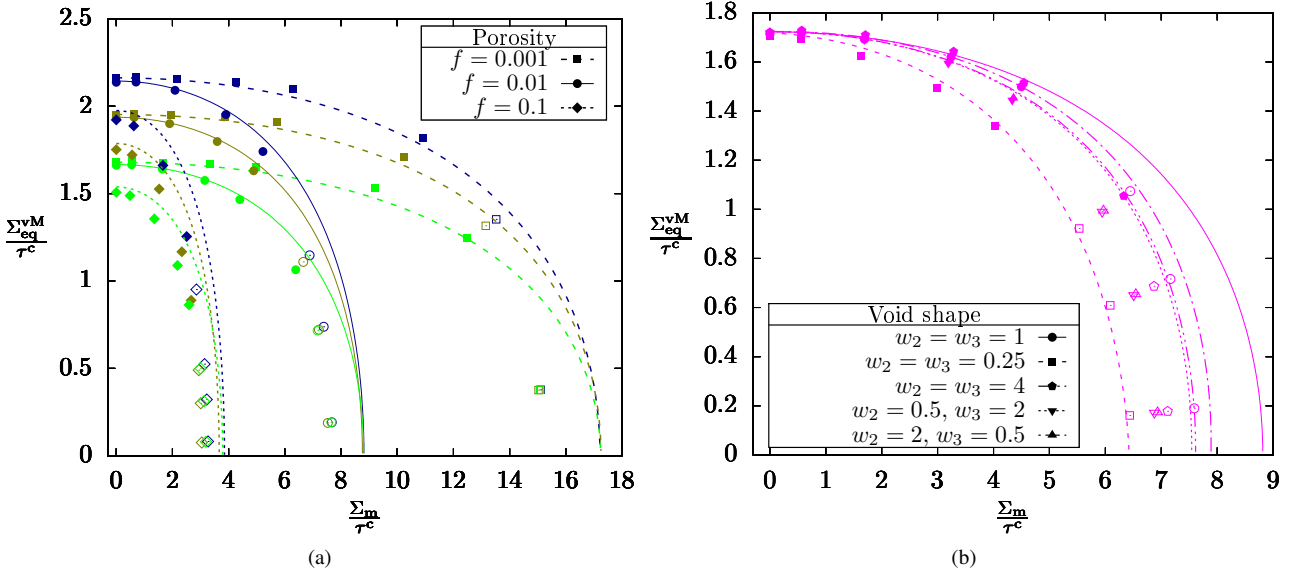 2.5
2
1.5
1
0.5
0
Σ_eq^vM / τ^c
0 2 4 6 8 10 12 14 16 18
Σ_m / τ^c
Porosity
f = 0.001
f = 0.01
f = 0.1
(a)
1.8
1.6
1.4
1.2
1
0.8
0.6
0.4
0.2
0
Σ_eq^vM / τ^c
0 1 2 3 4 5 6 7 8 9
Σ_m / τ^c
Void shape
w₂ = w₃ = 1
w₂ = w₃ = 0.25
w₂ = w₃ = 4
w₂ = 0.5, w₃ = 2
w₂ = 2, w₃ = 0.5
(b)